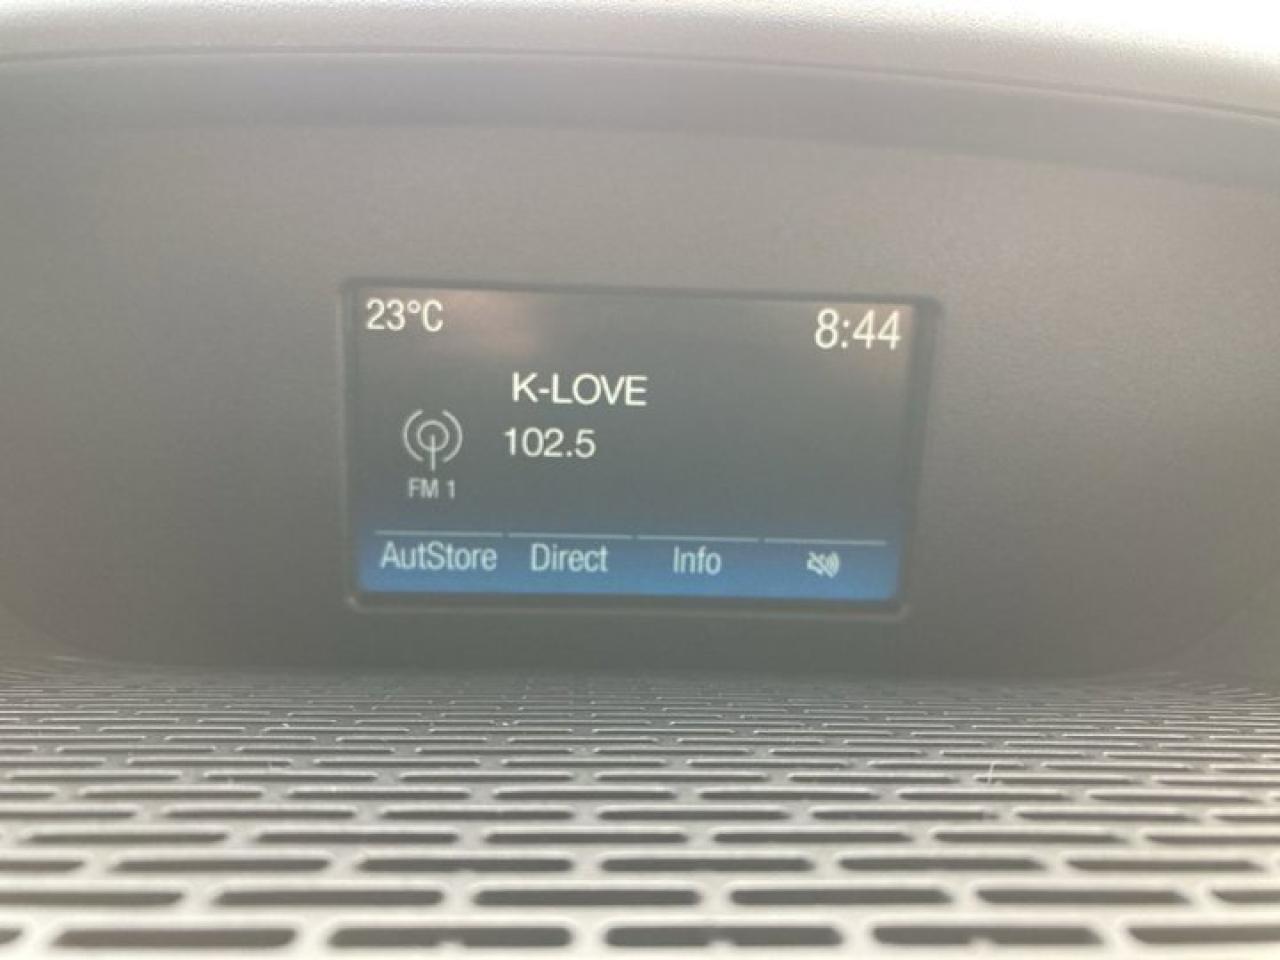 23°C
8:44
K-LOVE
102.5
FM 1
AutStore Direct Info